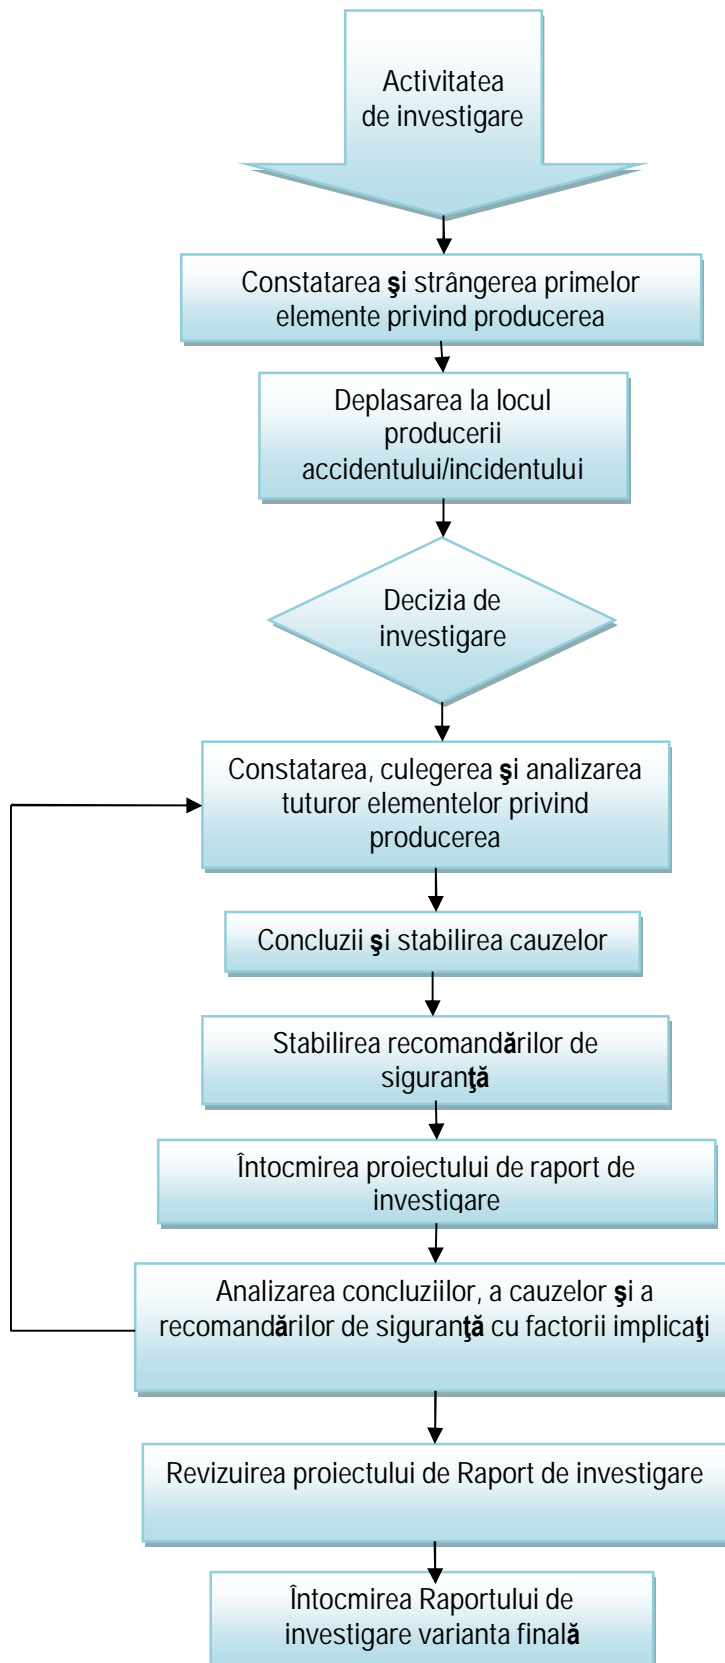 Activitatea
de investigare
Constatarea şi strângerea primelor
elemente privind producerea
Deplasarea la locul
producerii
accidentului/incidentului
Decizia de
investigare
Constatarea, culegerea şi analizarea
tuturor elementelor privind
producerea
Concluzii şi stabilirea cauzelor
Stabilirea recomandărilor de
siguranţă
Întocmirea proiectului de raport de
investigare
Analizarea concluziilor, a cauzelor şi a
recomandărilor de siguranţă cu factorii implicaţi
Revizuirea proiectului de Raport de investigare
Întocmirea Raportului de
investigare varianta finală